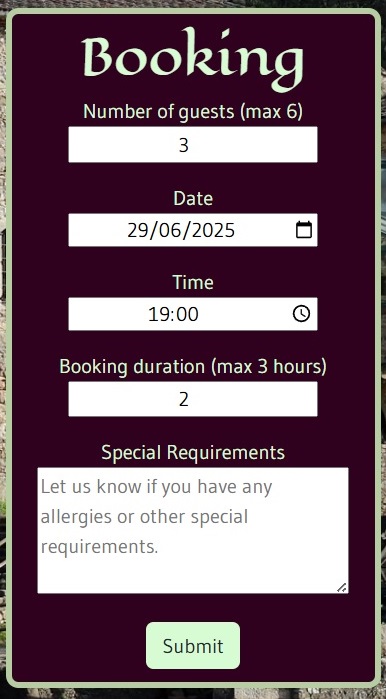 Booking
Number of guests (max 6)
3
Date
29/06/2025
Time
19:00
Booking duration (max 3 hours)
2
Special Requirements
Let us know if you have any
allergies or other special
requirements.
Submit